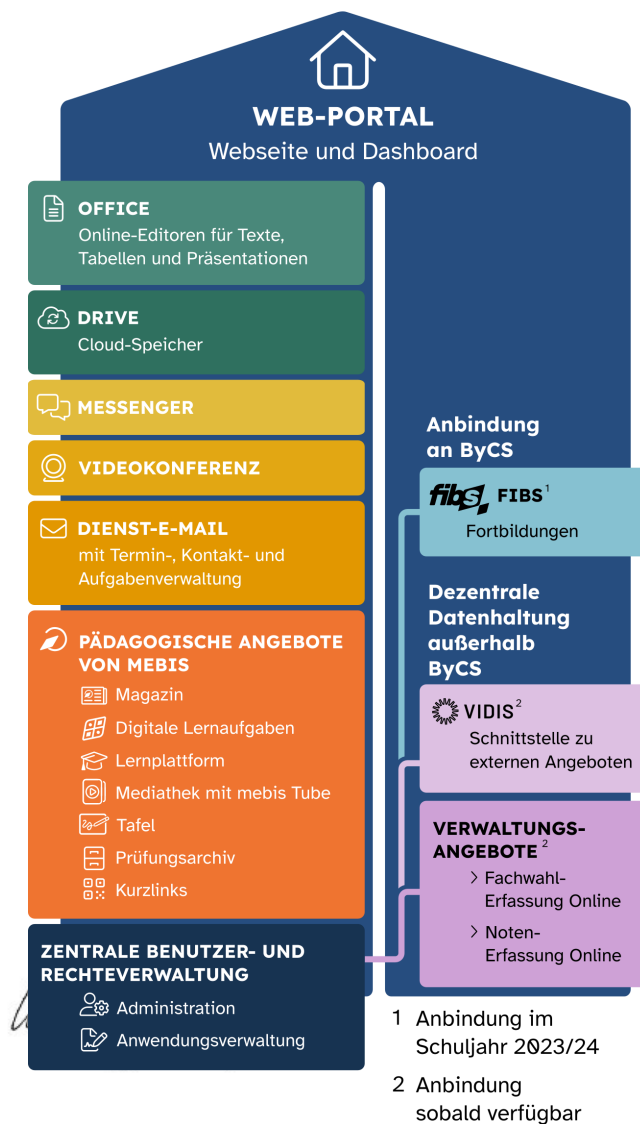 WEB-PORTAL
Webseite und Dashboard
OFFICE
Online-Editoren für Texte,
Tabellen und Präsentationen
DRIVE
Cloud-Speicher
MESSENGER
VIDEOKONFERENZ
DIENST-E-MAIL
mit Termin-, Kontakt- und
Aufgabenverwaltung
PÄDAGOGISCHE ANGEBOTE
VON MEBIS
Magazin
Digitale Lernaufgaben
Lernplattform
Mediathek mit mebis Tube
Tafel
Prüfungsarchiv
Kurzlinks
ZENTRALE BENUTZER- UND
RECHTEVERWALTUNG
Administration
Anwendungsverwaltung
Anbindung
an ByCS
fibs FIBS¹
Fortbildungen
Dezentrale
Datenhaltung
außerhalb
ByCS
VIDIS²
Schnittstelle zu
externen Angeboten
VERWALTUNGS-
ANGEBOTE²
> Fachwahl-
Erfassung Online
> Noten-
Erfassung Online
1 Anbindung im
Schuljahr 2023/24
2 Anbindung
sobald verfügbar